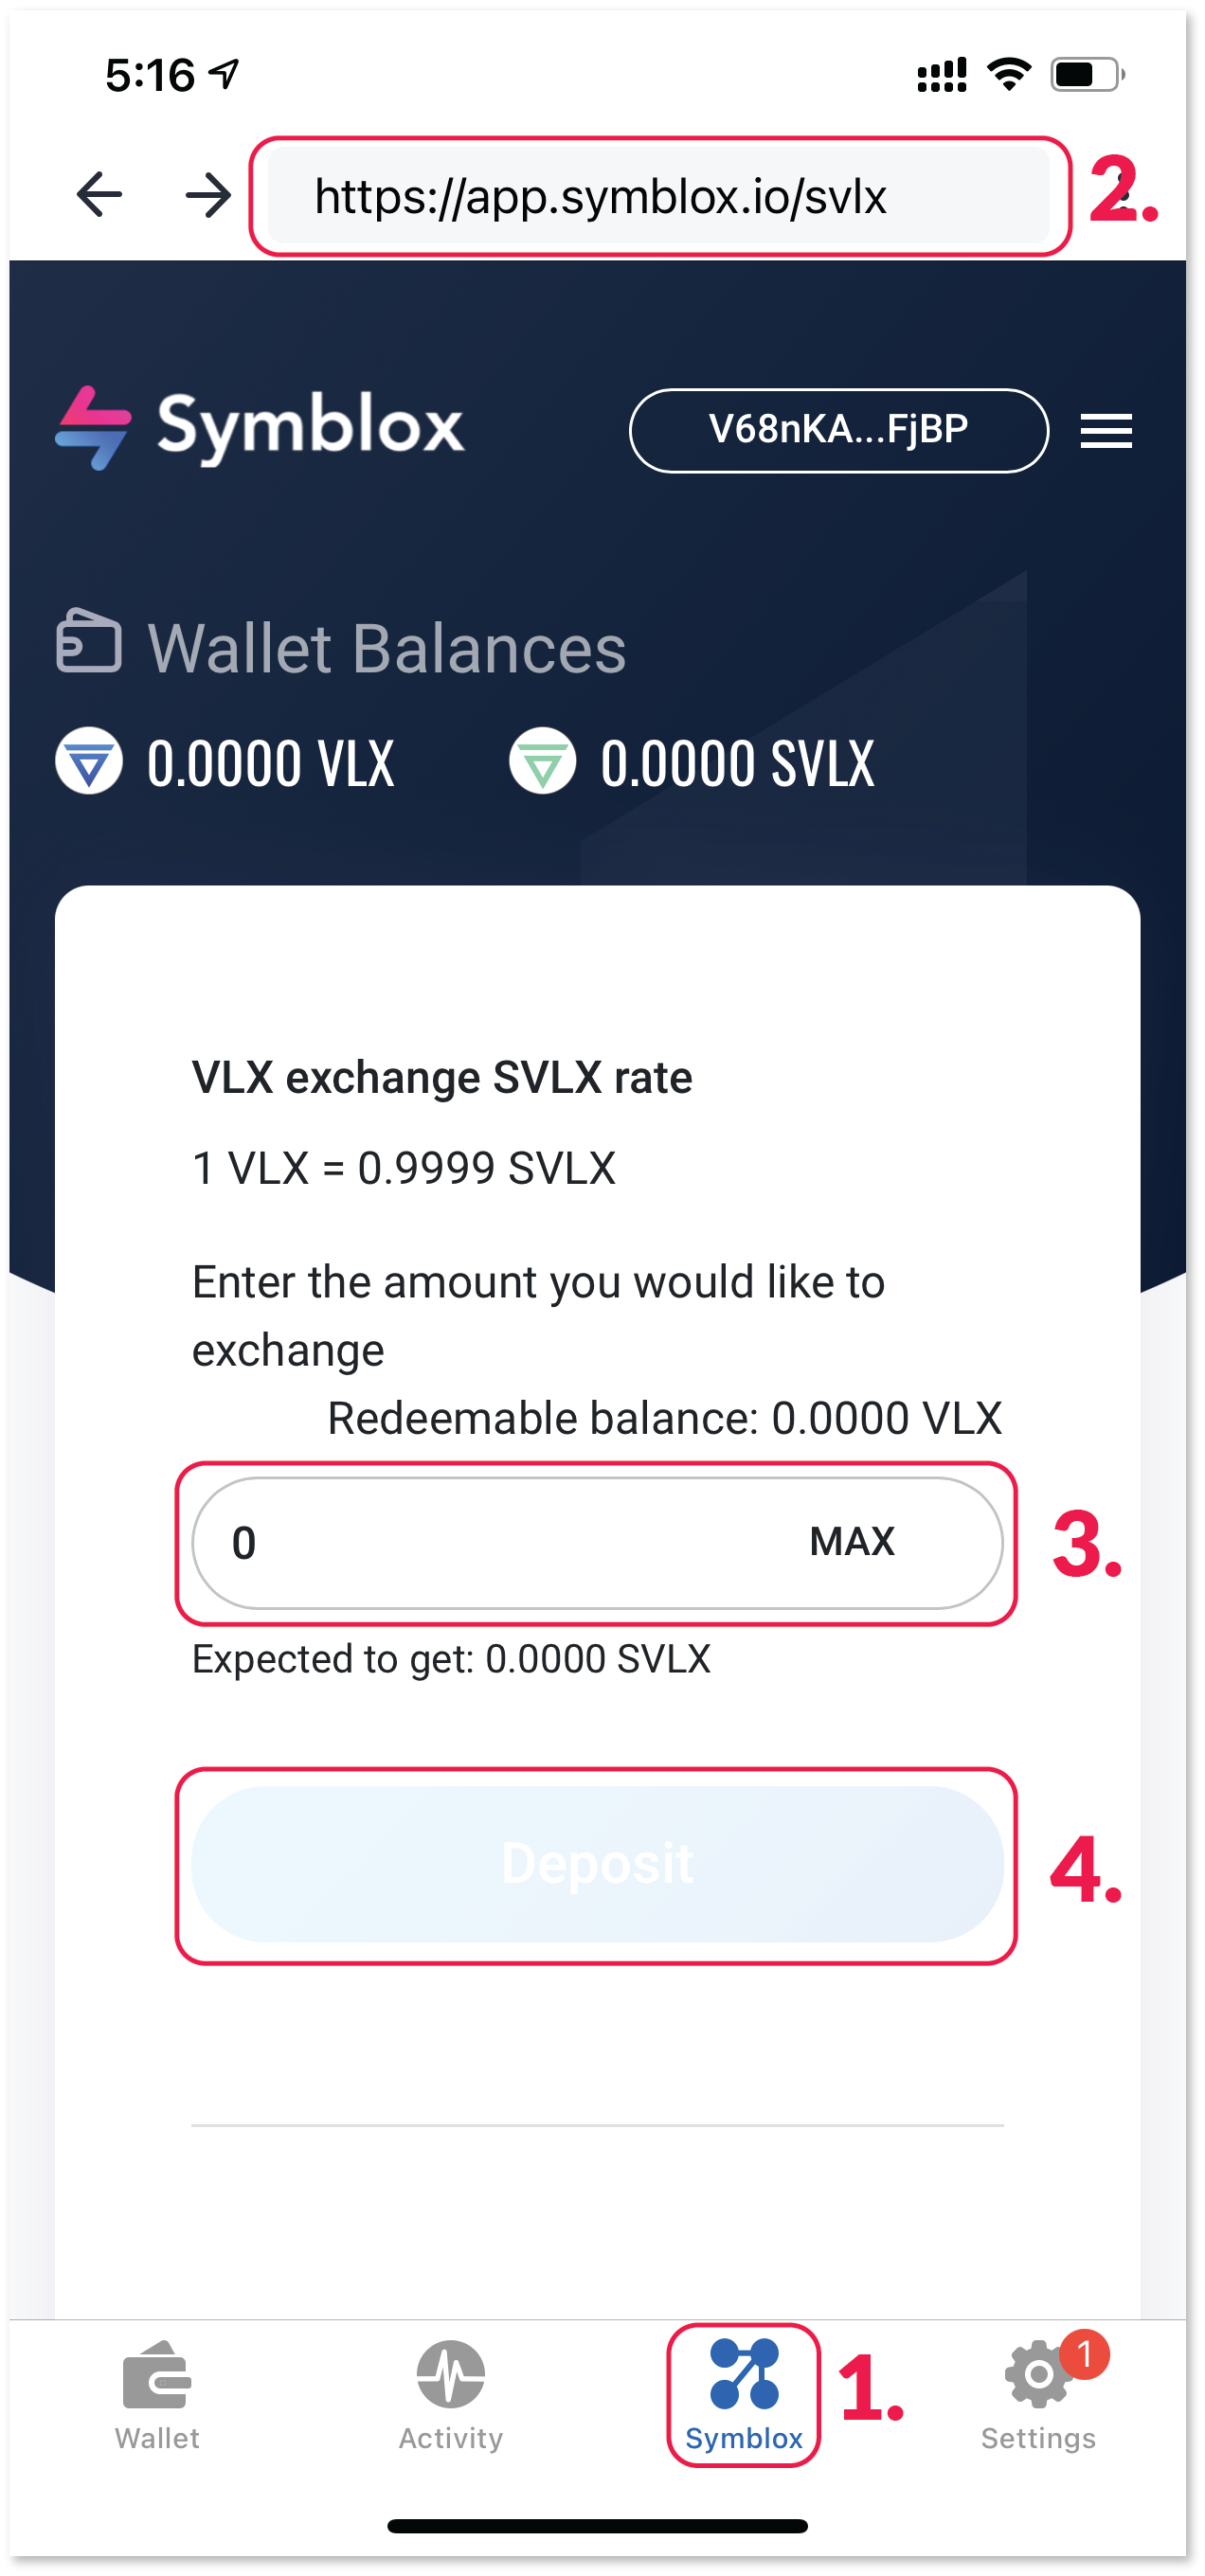 5:16
https://app.symblox.io/svlx
2.
Symblox
V68nKA...FjBP
Wallet Balances
0.0000 VLX
0.0000 SVLX
VLX exchange SVLX rate
1 VLX = 0.9999 SVLX
Enter the amount you would like to
exchange
Redeemable balance: 0.0000 VLX
0
MAX
3.
Expected to get: 0.0000 SVLX
Deposit
4.
1
Wallet
Activity
Symblox
1.
Settings